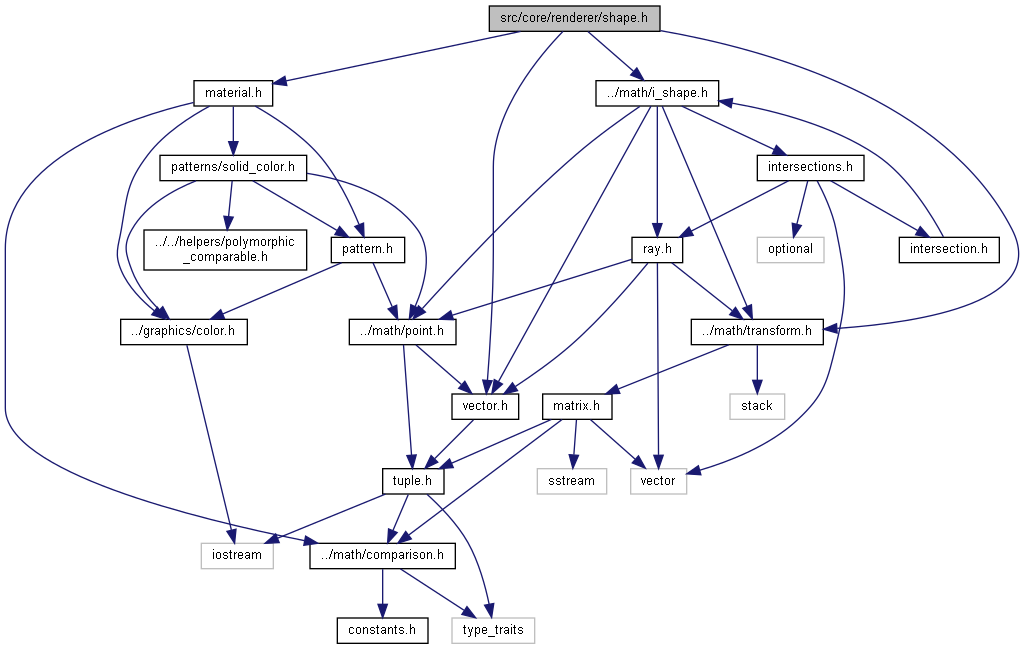 src/core/renderer/shape.h
material.h
../math/i_shape.h
patterns/solid_color.h
intersections.h
../../helpers/polymorphic
_comparable.h
pattern.h
ray.h
optional
intersection.h
../graphics/color.h
../math/point.h
../math/transform.h
vector.h
matrix.h
stack
tuple.h
sstream
vector
iostream
../math/comparison.h
constants.h
type_traits